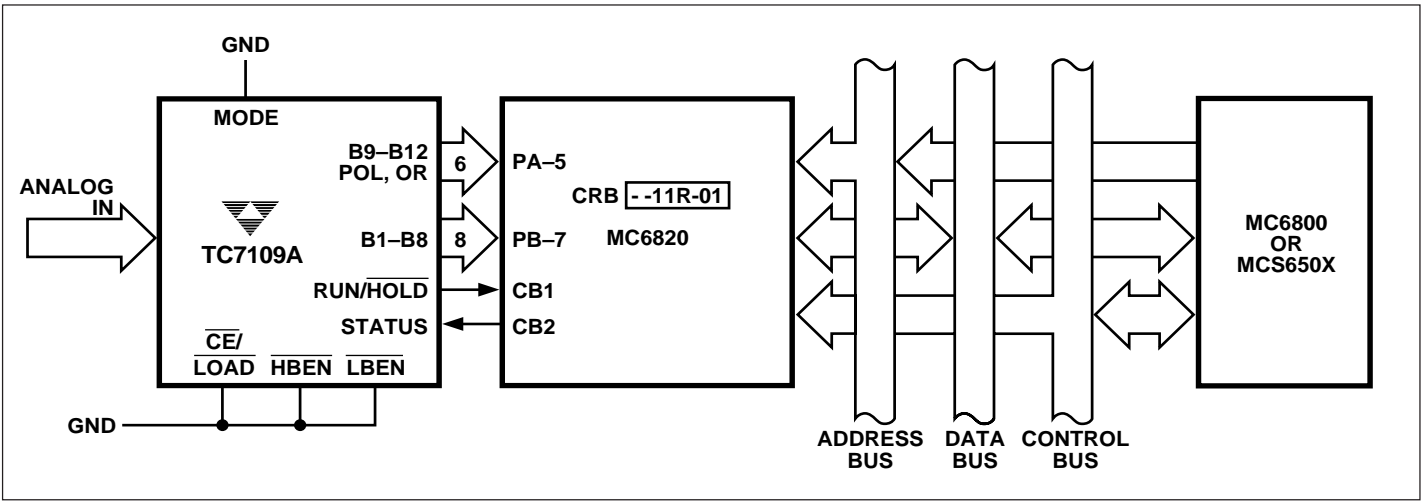 GND
MODE
B9–B12
POL, OR
6
PA–5
ANALOG
IN
CRB - -11R-01
TC7109A
B1–B8
8
PB–7
MC6820
MC6800
OR
MCS650X
RUN/HOLD
CB1
STATUS
CB2
CE/
LOAD
HBEN
LBEN
GND
ADDRESS
BUS
DATA
BUS
CONTROL
BUS